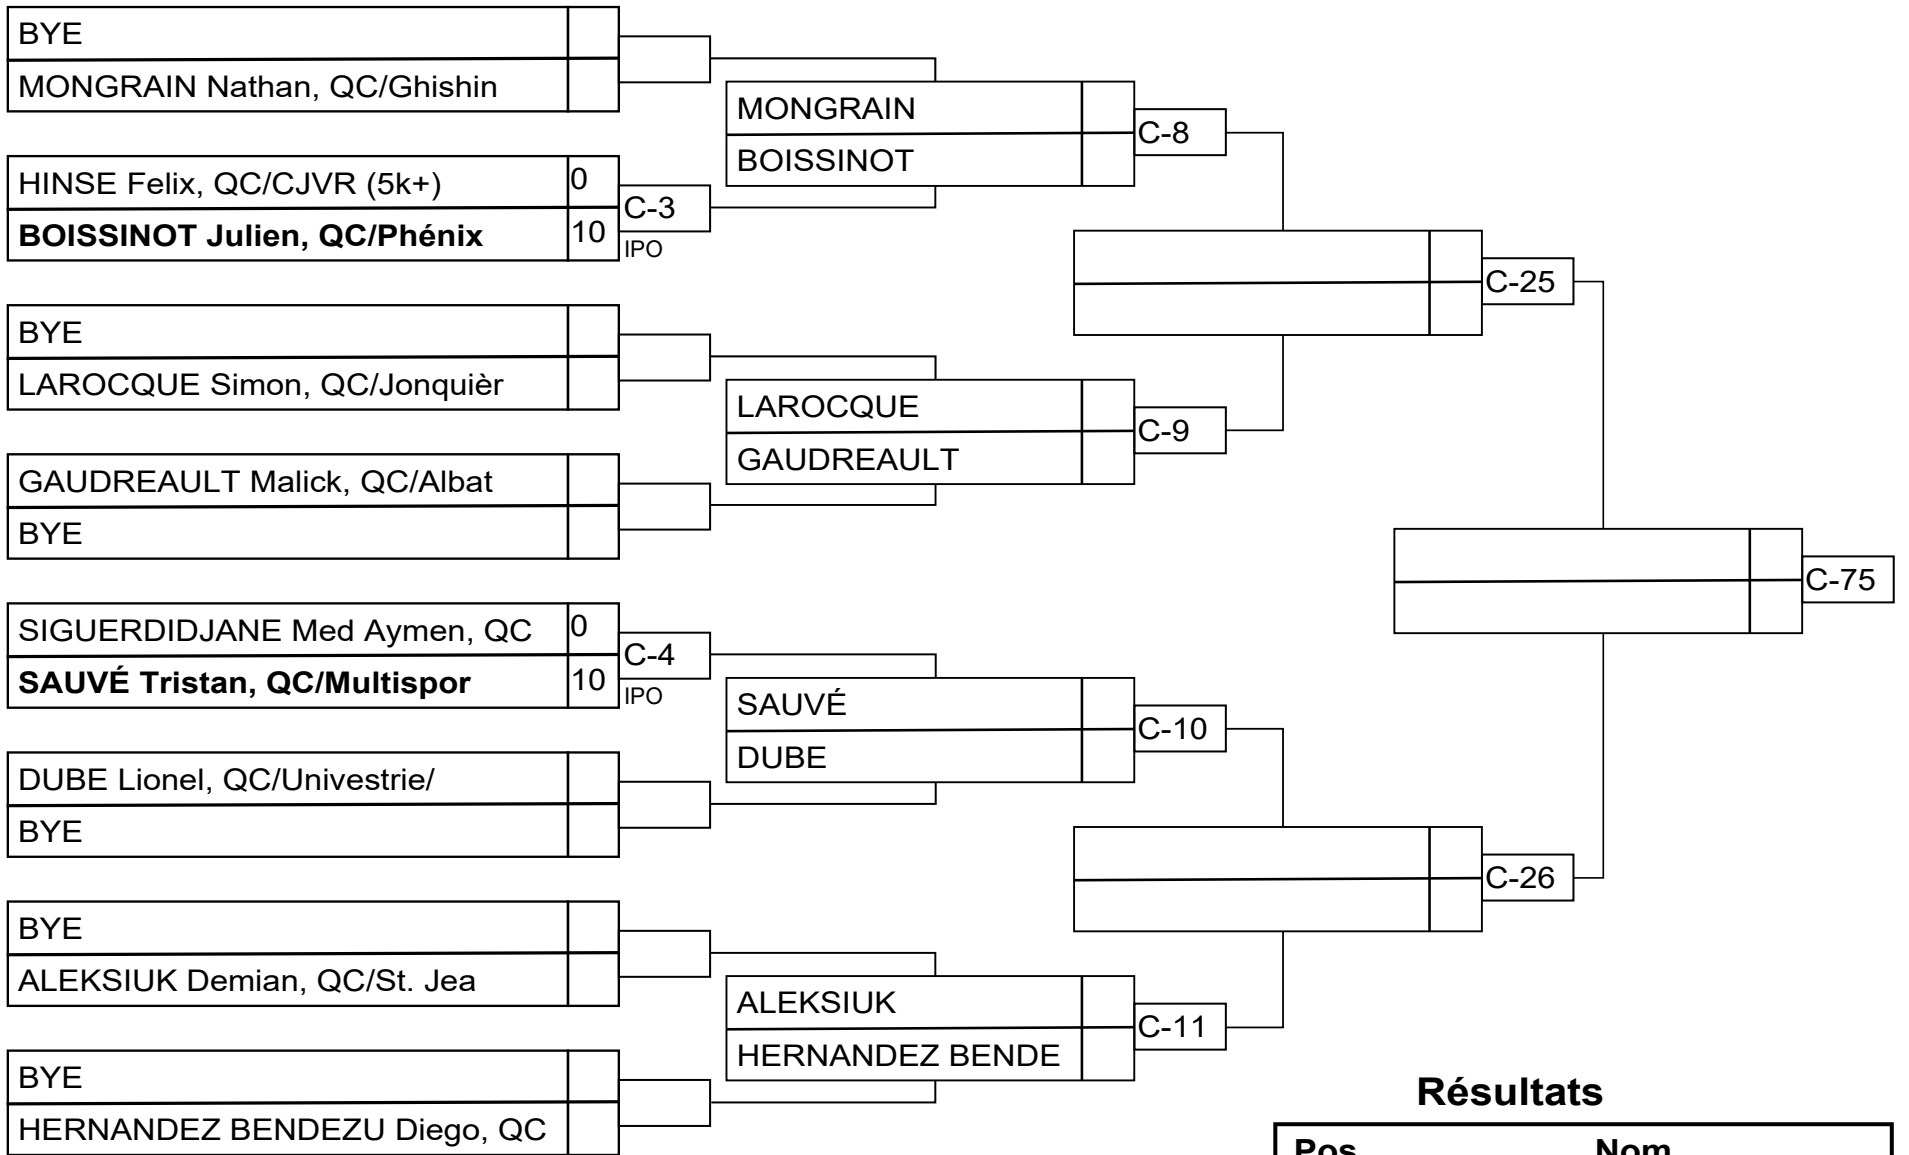 BYE
MONGRAIN Nathan, QC/Ghishin
HINSE Felix, QC/CJVR (5k+) 0
BOISSINOT Julien, QC/Phénix 10
C-3
IPO
BYE
LAROCQUE Simon, QC/Jonquièr
GAUDREAULT Malick, QC/Albat
BYE
SIGUERDIDJANE Med Aymen, QC 0
SAUVÉ Tristan, QC/Multispor 10
C-4
IPO
DUBE Lionel, QC/Univestrie/
BYE
BYE
ALEKSIUK Demian, QC/St. Jea
BYE
HERNANDEZ BENDEZU Diego, QC
MONGRAIN
BOISSINOT
C-8
LAROCQUE
GAUDREAULT
C-9
SAUVÉ
DUBE
C-10
ALEKSIUK
HERNANDEZ BENDE
C-11
C-25
C-26
C-75
Résultats
Pos Nom